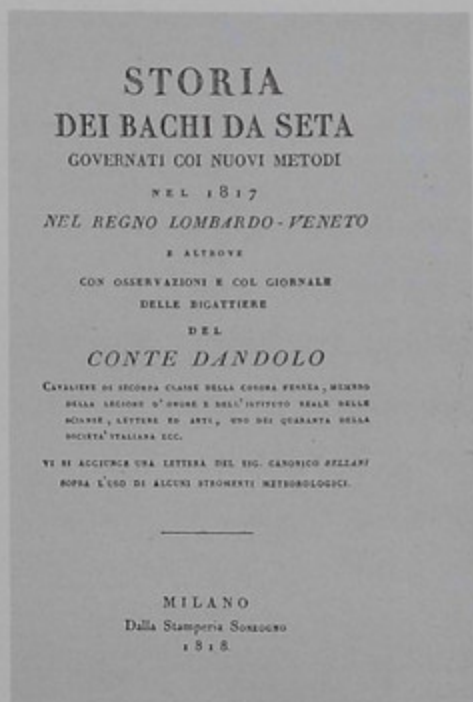 STORIA
DEI BACHI DA SETA
GOVERNATI COI NUOVI METODI
NEL 1817
NEL REGNO LOMBARDO-VENETO
E ALTROVE
CON OSSERVAZIONI E COL GIORNALE
DELLE BIGATTIERE
DEL
CONTE DANDOLO
CAVALIERE DI SECONDA CLASSE DELLA CORONA FERREA, MEMBRO
DELLA LEGIONE D'ONORE E DELL'ISTITUTO REALE DELLE
SCIENZE, LETTERE ED ARTI, UNO DEI QUARANTA DELLA
SOCIETA' ITALIANA ECC.
VI SI AGGIUNGE UNA LETTERA DEL SIG. CANONICO BELLANI
SOPRA L'USO DI ALCUNI STROMENTI METEOROLOGICI.
MILANO
Dalla Stamperia SONZOGNO
1818